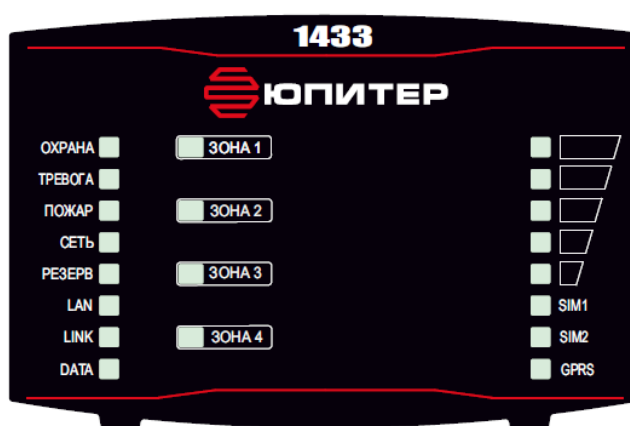 1433
ЮПИТЕР
ОХРАНА
ТРЕВОГА
ПОЖАР
СЕТЬ
РЕЗЕРВ
LAN
LINK
DATA
ЗОНА 1
ЗОНА 2
ЗОНА 3
ЗОНА 4
SIM1
SIM2
GPRS